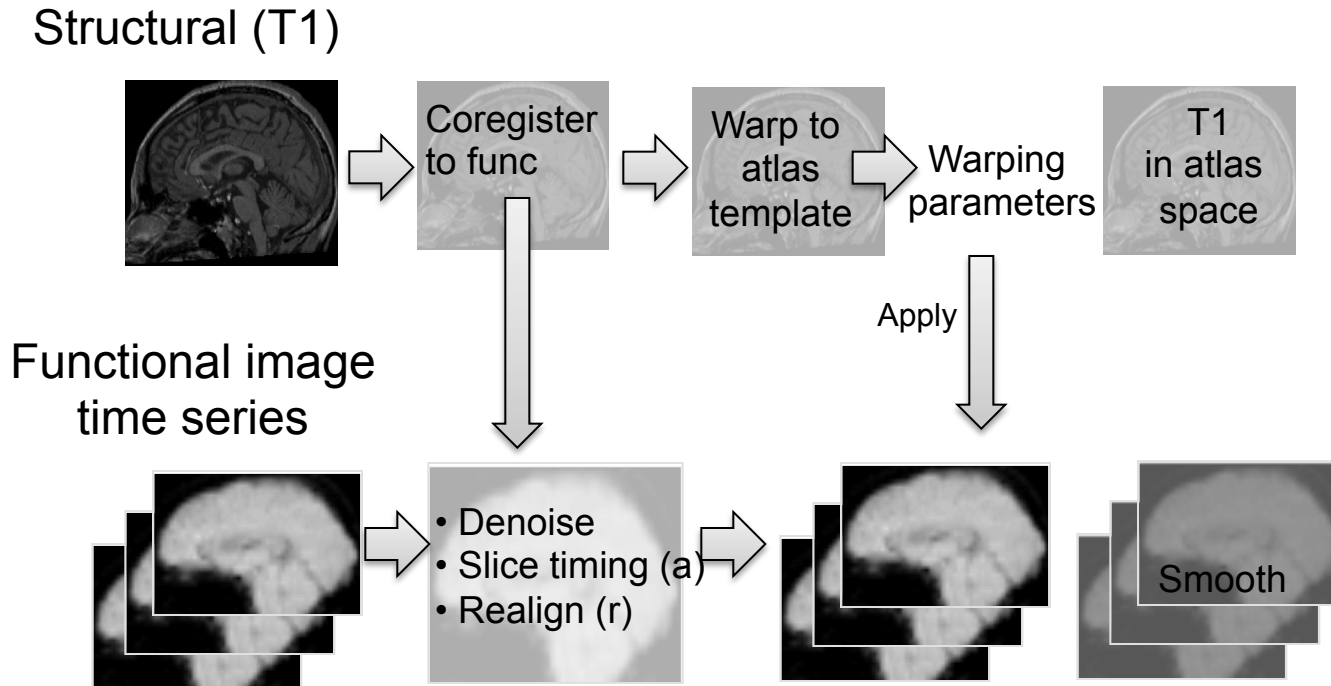 Structural (T1)
Coregister
to func
Warp to
atlas
template
Warping
parameters
T1
in atlas
space
Apply
Functional image
time series
• Denoise
• Slice timing (a)
• Realign (r)
Smooth